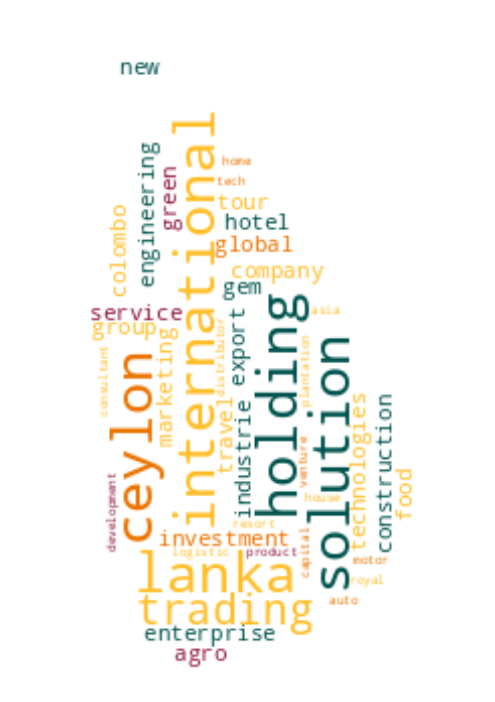 new
international
engineering
home
green
tech
tour
colombo
hotel
global
company
gem
holding
service
asia
group
export
marketing
distributor
solution
plantation
consultant
ceylon
travel
industrie
technologies
construction
venture
food
development
house
resort
investment
logistic
product
capital
motor
lanka
royal
trading
auto
enterprise
agro